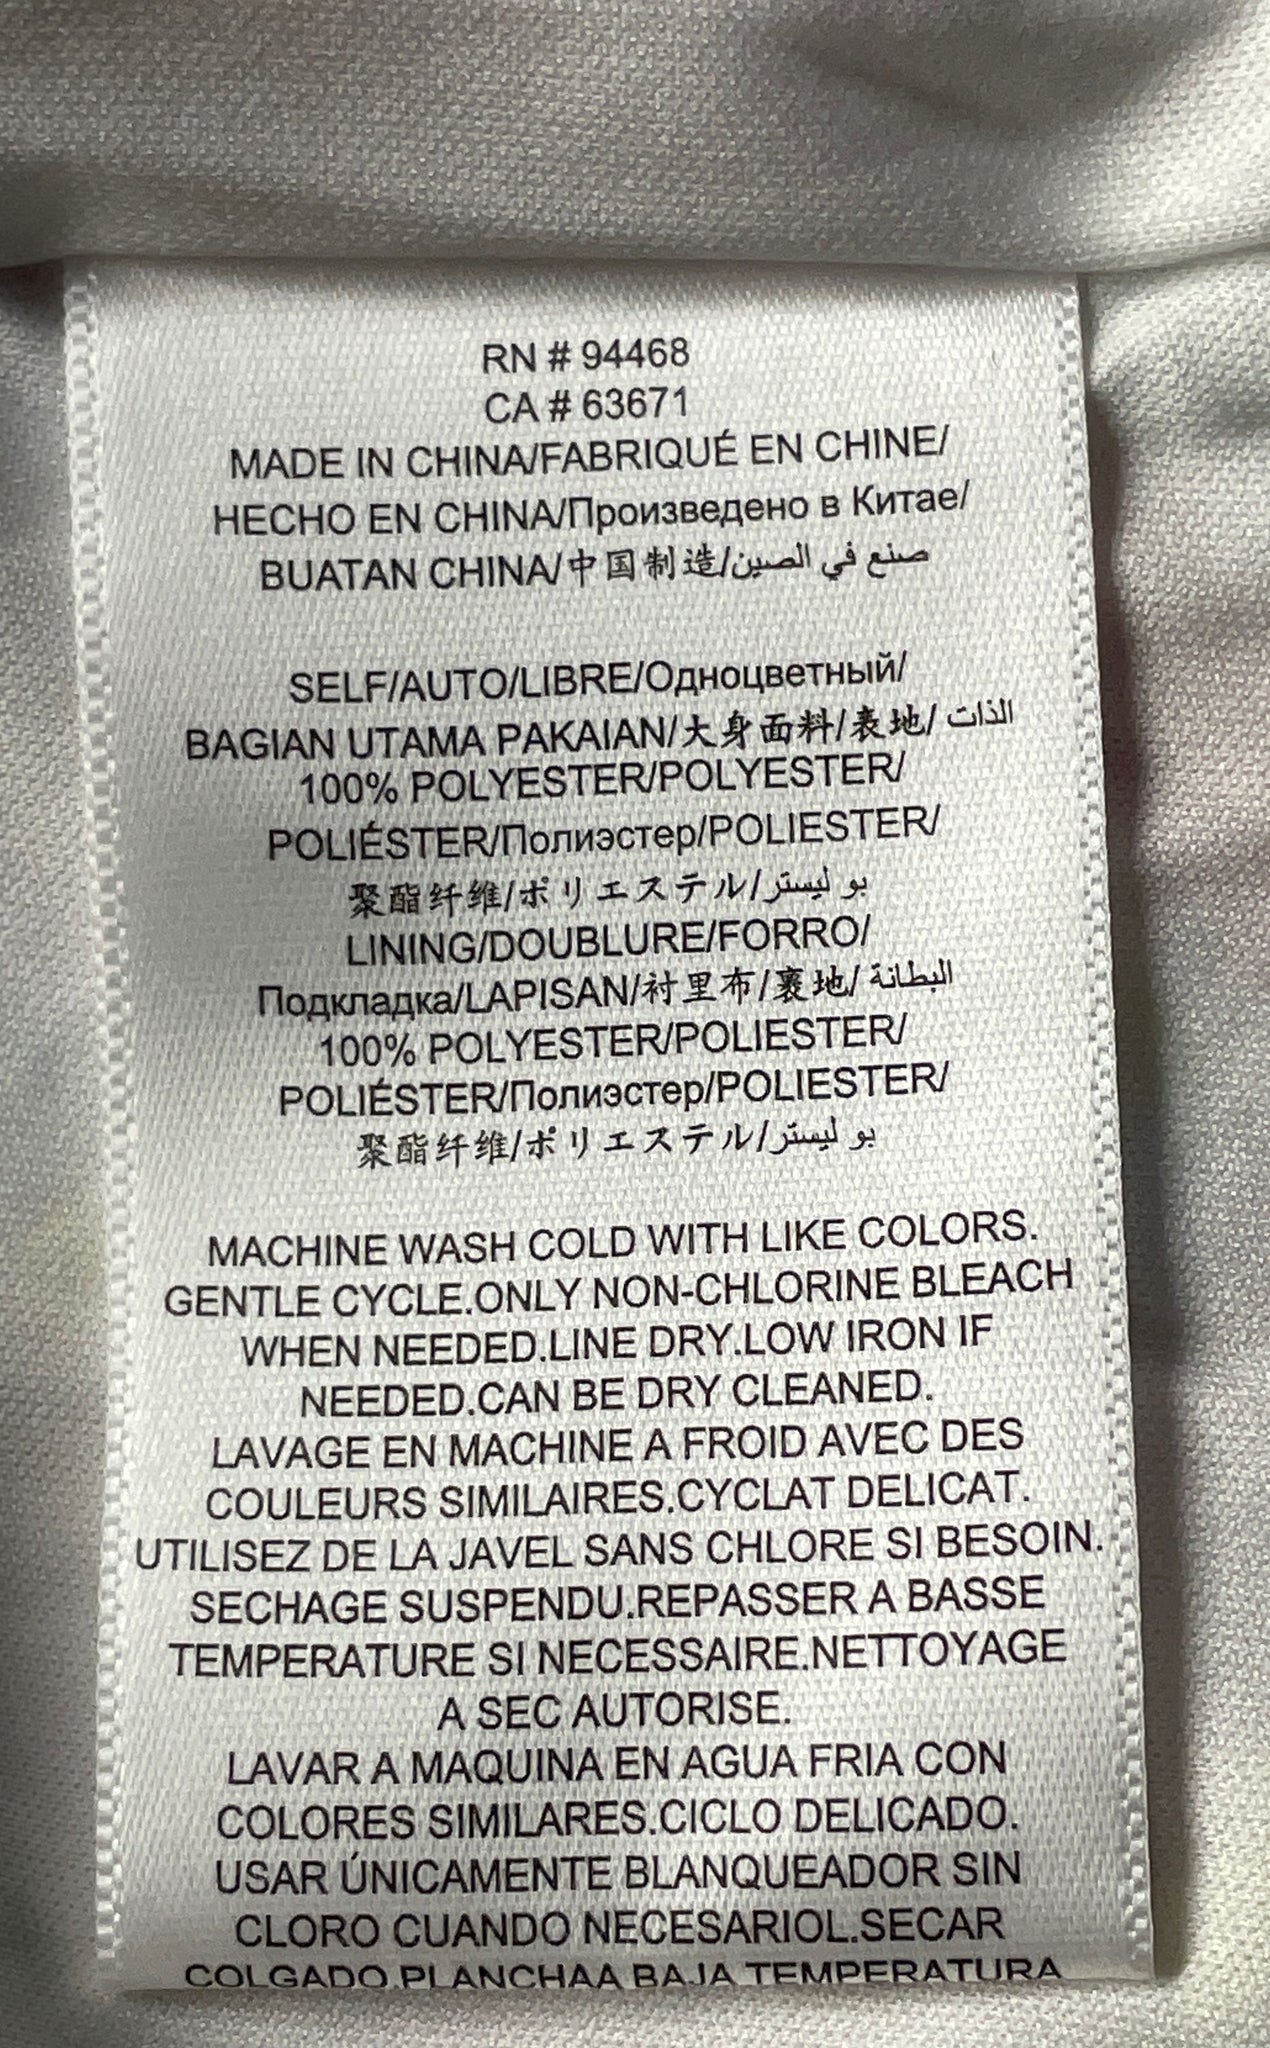 RN # 94468
CA # 63671
MADE IN CHINA/FABRIQUÉ EN CHINE/
HECHO EN CHINA/Произведено в Китае/
BUATAN CHINA/中国制造/صنع في الصين
SELF/AUTO/LIBRE/Одноцветный/
BAGIAN UTAMA PAKAIAN/大身面料/表地/الذات
100% POLYESTER/POLYESTER/
POLIÉSTER/Полиэстер/POLIESTER/
聚酯纤维/ポリエステル/بو ليستر
LINING/DOUBLURE/FORRO/
Подкладка/LAPISAN/衬里布/裏地/البطانة
100% POLYESTER/POLIESTER/
POLIÉSTER/Полиэстер/POLIESTER/
聚酯纤维/ポリエステル/بو ليستر
MACHINE WASH COLD WITH LIKE COLORS.
GENTLE CYCLE.ONLY NON-CHLORINE BLEACH
WHEN NEEDED.LINE DRY.LOW IRON IF
NEEDED.CAN BE DRY CLEANED.
LAVAGE EN MACHINE A FROID AVEC DES
COULEURS SIMILAIRES.CYCLAT DELICAT.
UTILISEZ DE LA JAVEL SANS CHLORE SI BESOIN.
SECHAGE SUSPENDU.REPASSER A BASSE
TEMPERATURE SI NECESSAIRE.NETTOYAGE
A SEC AUTORISE.
LAVAR A MAQUINA EN AGUA FRIA CON
COLORES SIMILARES.CICLO DELICADO.
USAR ÚNICAMENTE BLANQUEADOR SIN
CLORO CUANDO NECESARIOL.SECAR
COLGADO.PLANCHAA BAJA TEMPERATURA